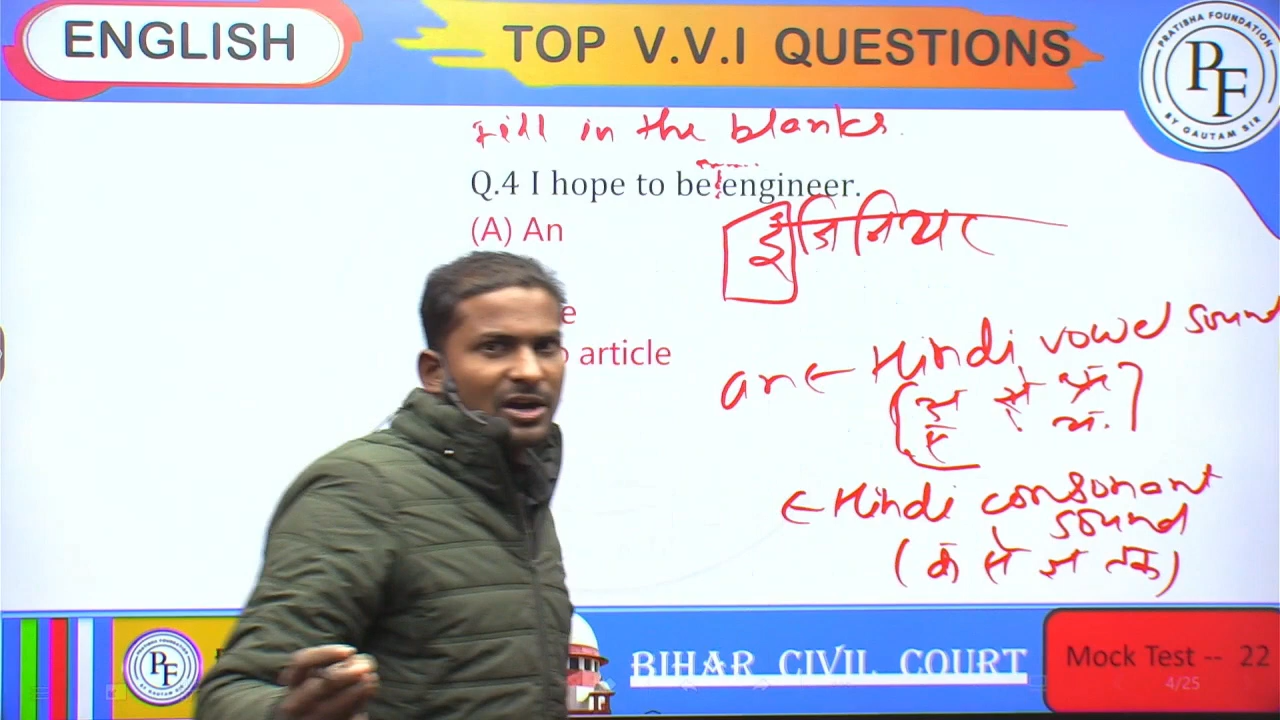 ENGLISH
TOP V.V.I QUESTIONS
PRATIBHA FOUNDATION
PF
BY GAUTAM SIR
Fill in the blanks.
Q.4 I hope to be engineer.
(A) An
इंजिनियर
e
article
an ← Hindi vowel sound
← Hindi consonant
sound
PF
BIHAR CIVIL COURT
Mock Test -- 22
4/25